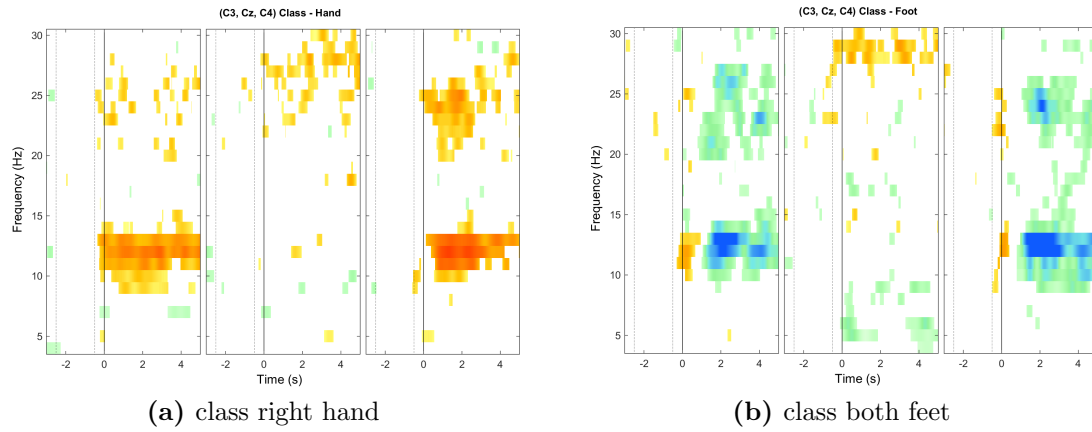 (C3, Cz, C4) Class - Hand
30
25
20
15
10
5
Frequency (Hz)
-2 0 2 4 -2 0 2 4 -2 0 2 4
Time (s)
(a) class right hand
(C3, Cz, C4) Class - Foot
30
25
20
15
10
5
Frequency (Hz)
-2 0 2 4 -2 0 2 4 -2 0 2 4
Time (s)
(b) class both feet